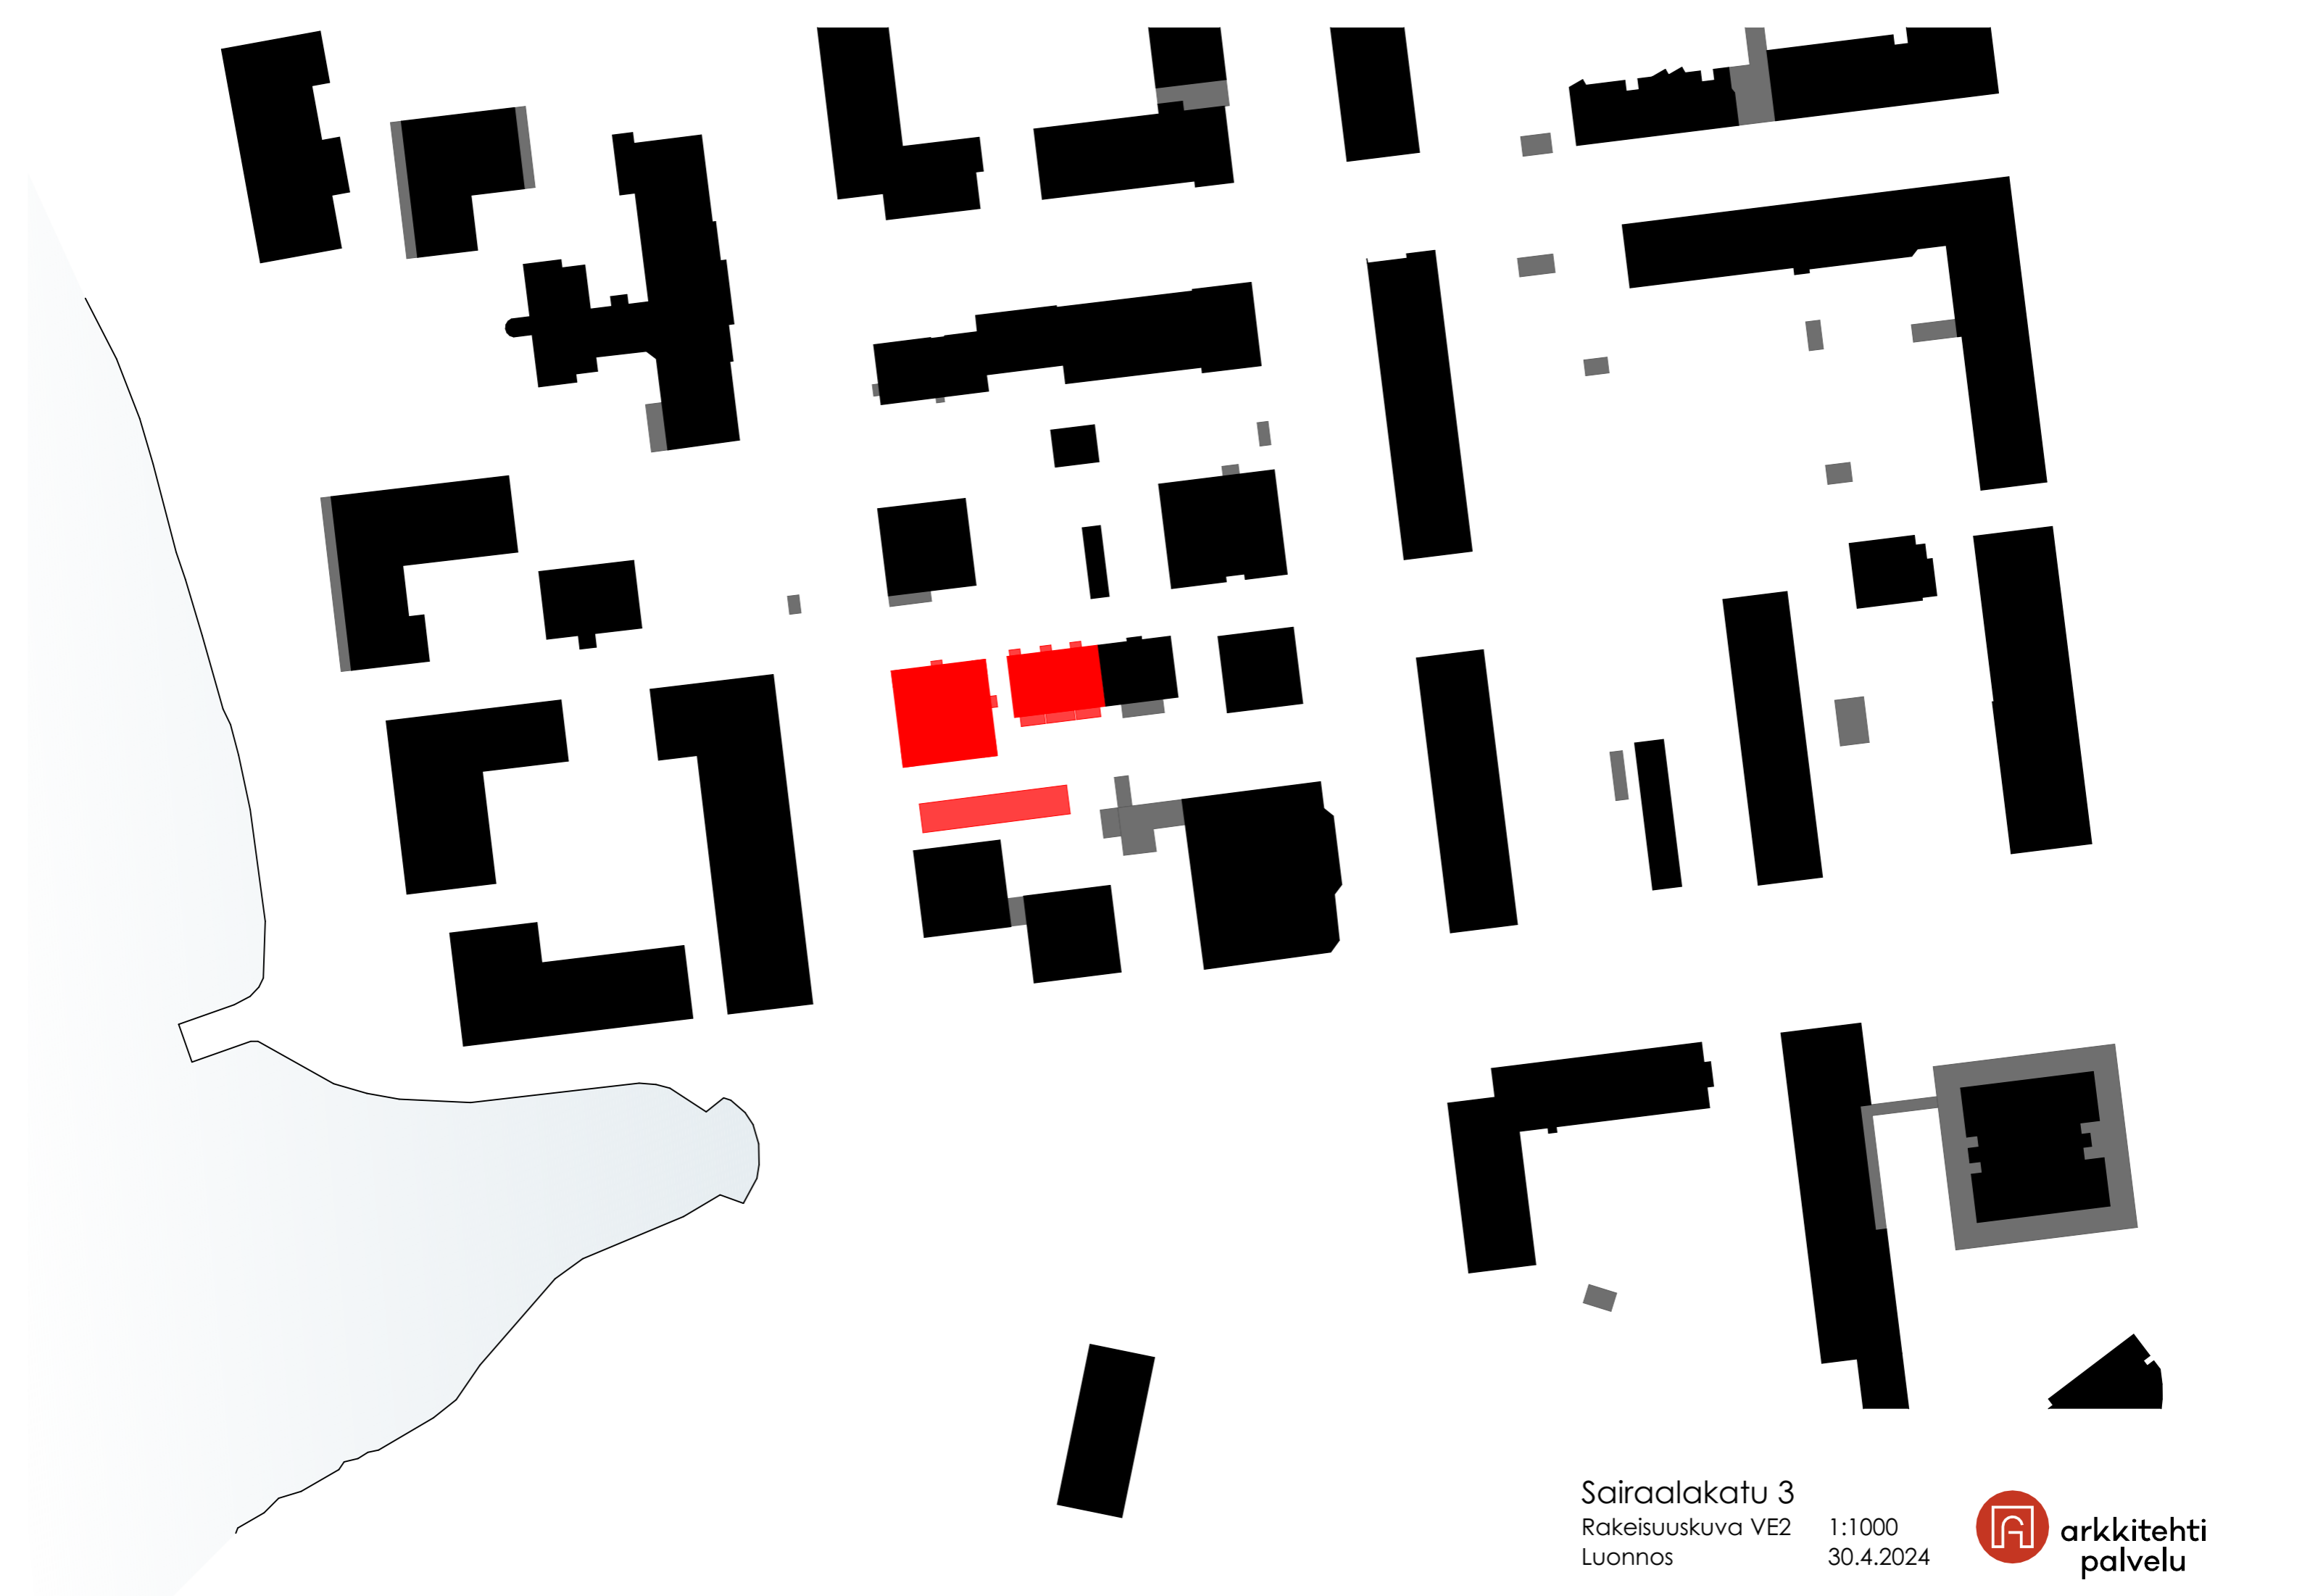 Sairaalakatu 3
Rakeisuuskuva VE2 1:1000
Luonnos 30.4.2024
arkkitehti
palvelu